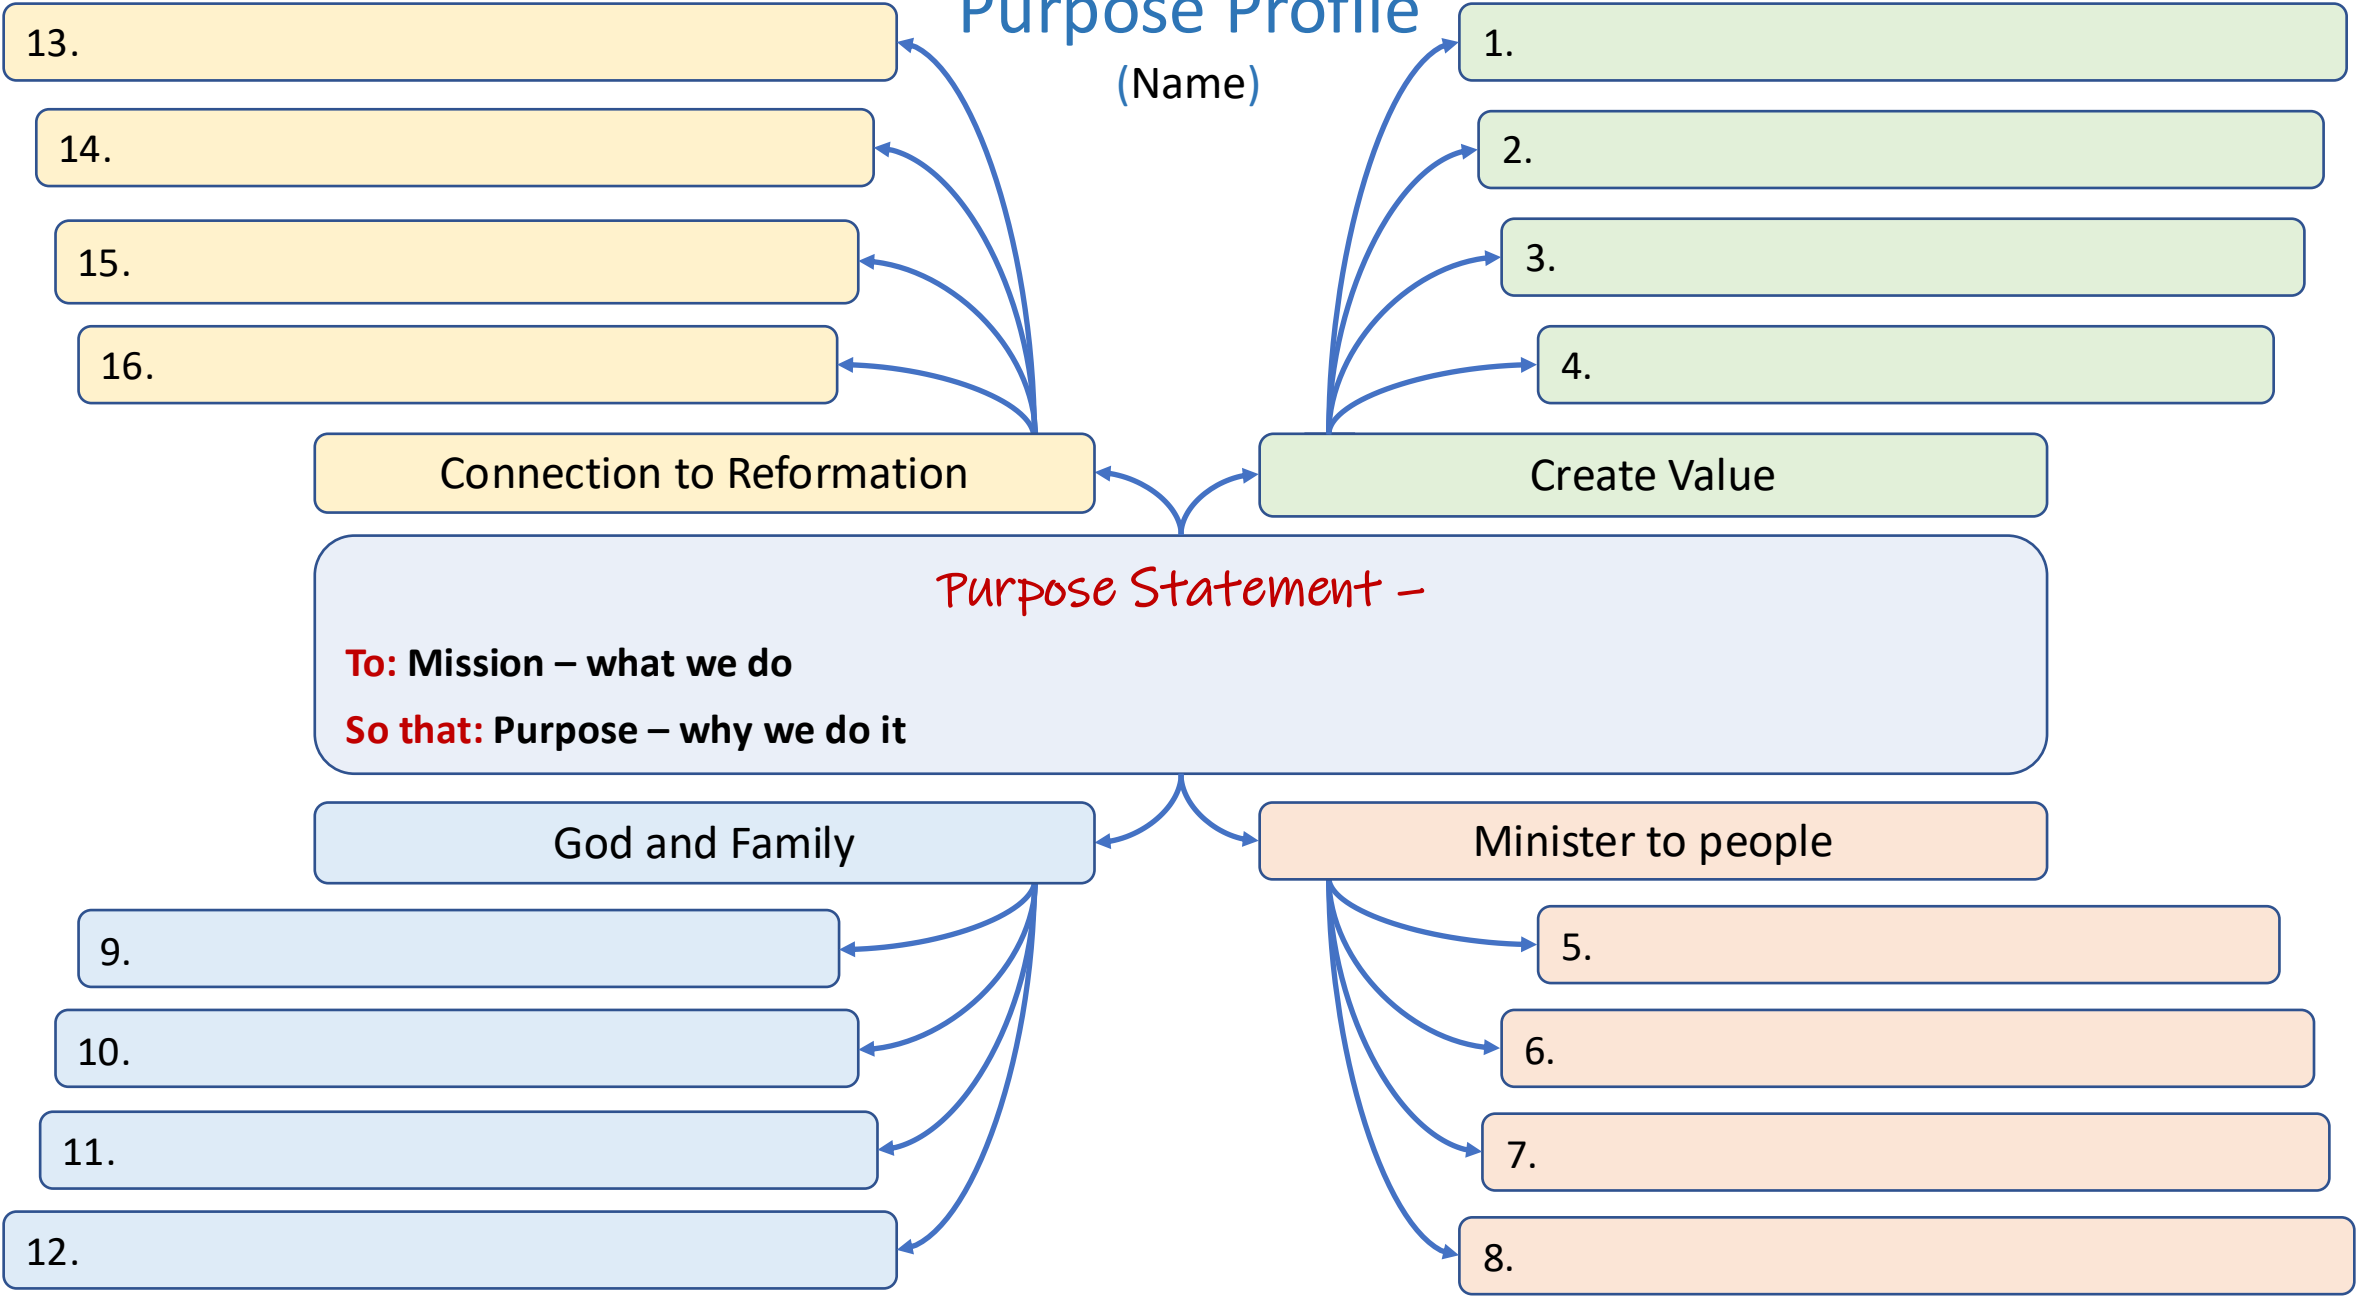 Purpose Profile
(Name)
13.
14.
15.
16.
Connection to Reformation
1.
2.
3.
4.
Create Value
Purpose Statement –
To: Mission – what we do
So that: Purpose – why we do it
God and Family
9.
10.
11.
12.
Minister to people
5.
6.
7.
8.